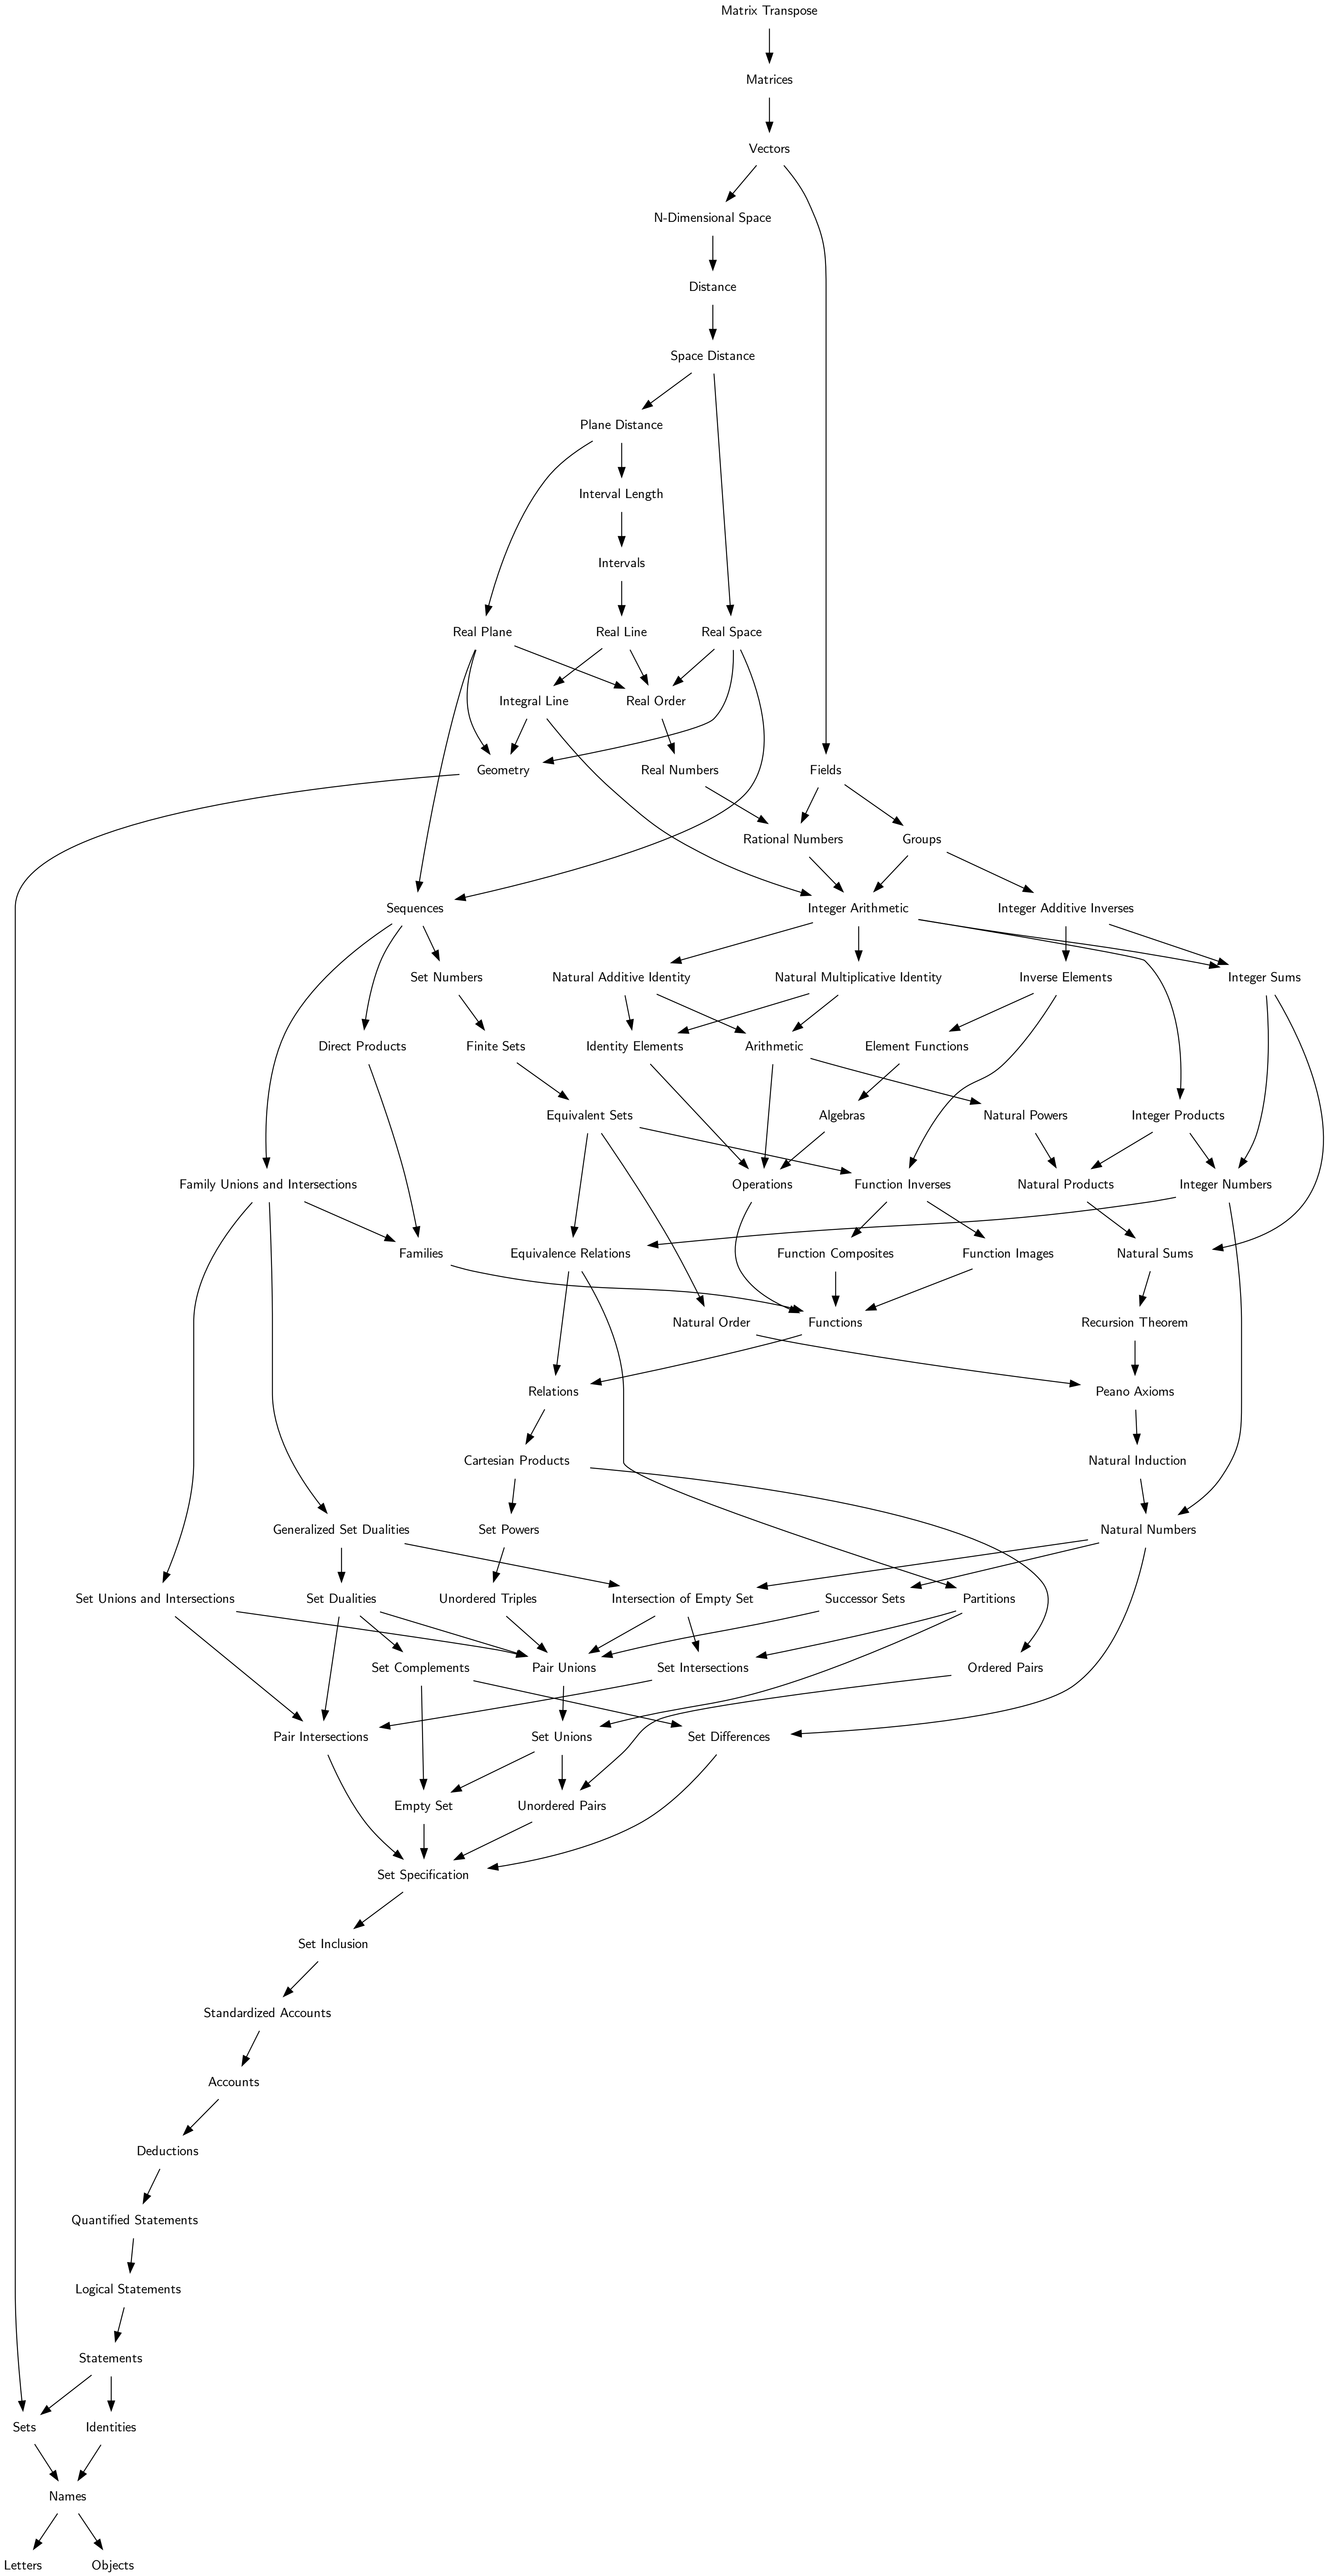 Matrix Transpose
Matrices
Vectors
N-Dimensional Space
Distance
Space Distance
Plane Distance
Interval Length
Intervals
Real Plane
Real Line
Real Space
Integral Line
Real Order
Geometry
Real Numbers
Fields
Rational Numbers
Groups
Sequences
Integer Arithmetic
Integer Additive Inverses
Set Numbers
Natural Additive Identity
Natural Multiplicative Identity
Inverse Elements
Integer Sums
Direct Products
Finite Sets
Identity Elements
Arithmetic
Element Functions
Equivalent Sets
Algebras
Natural Powers
Integer Products
Family Unions and Intersections
Operations
Function Inverses
Natural Products
Integer Numbers
Families
Equivalence Relations
Function Composites
Function Images
Natural Sums
Natural Order
Functions
Recursion Theorem
Relations
Peano Axioms
Cartesian Products
Natural Induction
Generalized Set Dualities
Set Powers
Natural Numbers
Set Unions and Intersections
Set Dualities
Unordered Triples
Intersection of Empty Set
Successor Sets
Partitions
Set Complements
Pair Unions
Set Intersections
Ordered Pairs
Pair Intersections
Set Unions
Set Differences
Empty Set
Unordered Pairs
Set Specification
Set Inclusion
Standardized Accounts
Accounts
Deductions
Quantified Statements
Logical Statements
Statements
Sets
Identities
Names
Letters
Objects